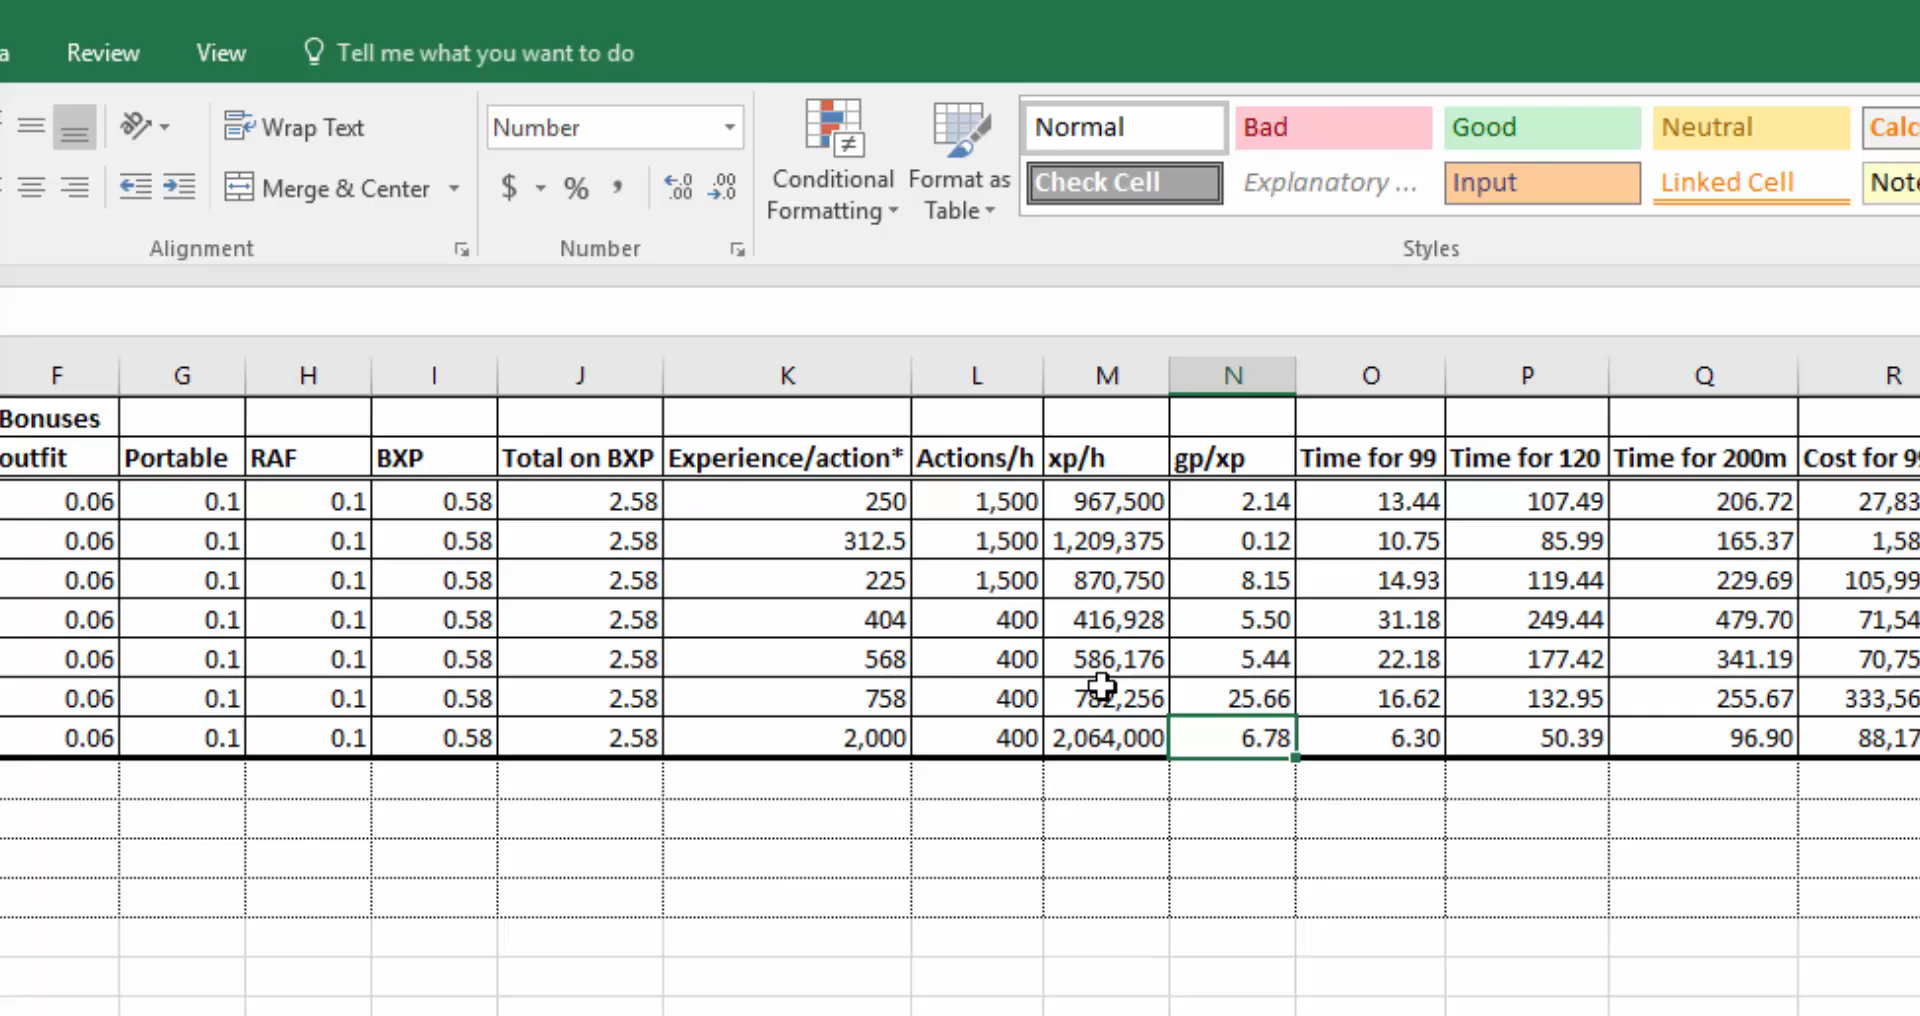 a Review View Tell me what you want to do
Wrap Text Number Normal Bad Good Neutral Calc
Merge & Center $ % , Conditional Formatting Format as Table Check Cell Explanatory ... Input Linked Cell Note
Alignment Number Styles
F G H I J K L M N O P Q R
Bonuses
outfit Portable RAF BXP Total on BXP Experience/action* Actions/h xp/h gp/xp Time for 99 Time for 120 Time for 200m Cost for 99
0.06 0.1 0.1 0.58 2.58 250 1,500 967,500 2.14 13.44 107.49 206.72 27,83
0.06 0.1 0.1 0.58 2.58 312.5 1,500 1,209,375 0.12 10.75 85.99 165.37 1,58
0.06 0.1 0.1 0.58 2.58 225 1,500 870,750 8.15 14.93 119.44 229.69 105,99
0.06 0.1 0.1 0.58 2.58 404 400 416,928 5.50 31.18 249.44 479.70 71,54
0.06 0.1 0.1 0.58 2.58 568 400 586,176 5.44 22.18 177.42 341.19 70,75
0.06 0.1 0.1 0.58 2.58 758 400 782,256 25.66 16.62 132.95 255.67 333,56
0.06 0.1 0.1 0.58 2.58 2,000 400 2,064,000 6.78 6.30 50.39 96.90 88,17